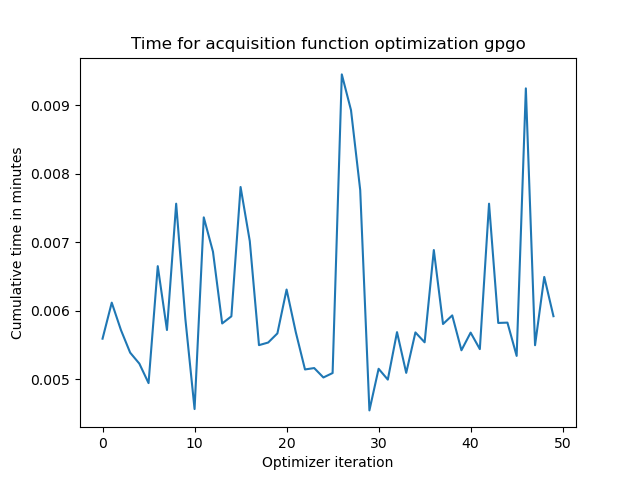 Time for acquisition function optimization gpgo
Cumulative time in minutes
0.009
0.008
0.007
0.006
0.005
0 10 20 30 40 50
Optimizer iteration